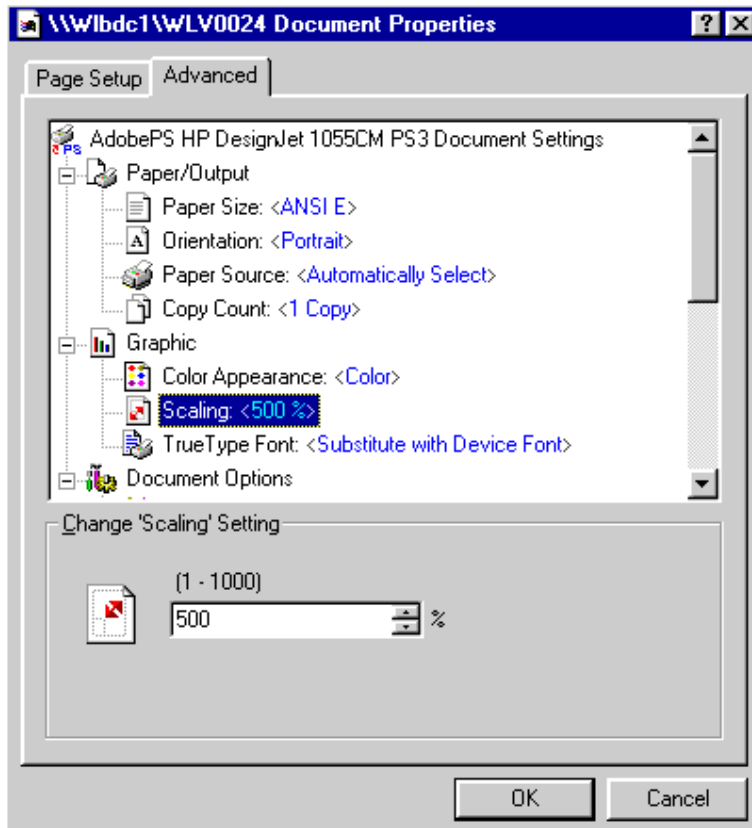 \\Wlbdc1\WLV0024 Document Properties
Page Setup Advanced
AdobePS HP DesignJet 1055CM PS3 Document Settings
Paper/Output
Paper Size: <ANSI E>
Orientation: <Portrait>
Paper Source: <Automatically Select>
Copy Count: <1 Copy>
Graphic
Color Appearance: <Color>
Scaling: <500 %>
TrueType Font: <Substitute with Device Font>
Document Options
Change 'Scaling' Setting
(1 - 1000)
500 %
OK Cancel